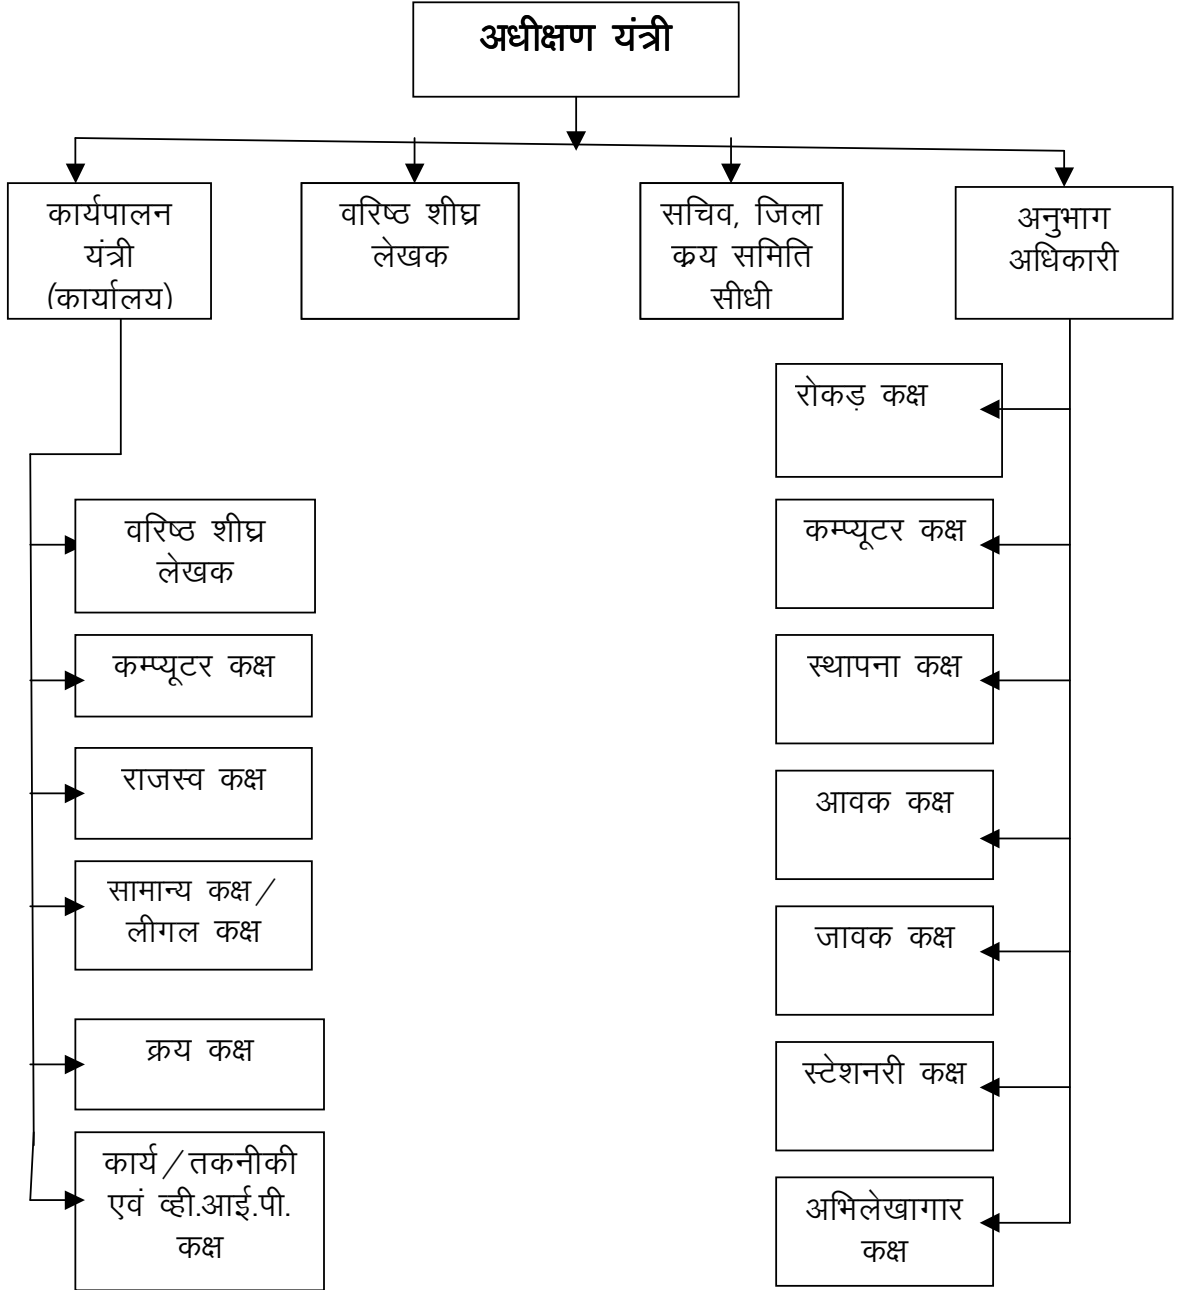 अधीक्षण यंत्री
कार्यपालन
यंत्री
(कार्यालय)
वरिष्ठ शीघ्र
लेखक
सचिव, जिला
क्रय समिति
सीधी
अनुभाग
अधिकारी
वरिष्ठ शीघ्र
लेखक
कम्प्यूटर कक्ष
राजस्व कक्ष
सामान्य कक्ष/
लीगल कक्ष
क्रय कक्ष
कार्य/तकनीकी
एवं व्ही.आई.पी.
कक्ष
रोकड़ कक्ष
कम्प्यूटर कक्ष
स्थापना कक्ष
आवक कक्ष
जावक कक्ष
स्टेशनरी कक्ष
अभिलेखागार
कक्ष